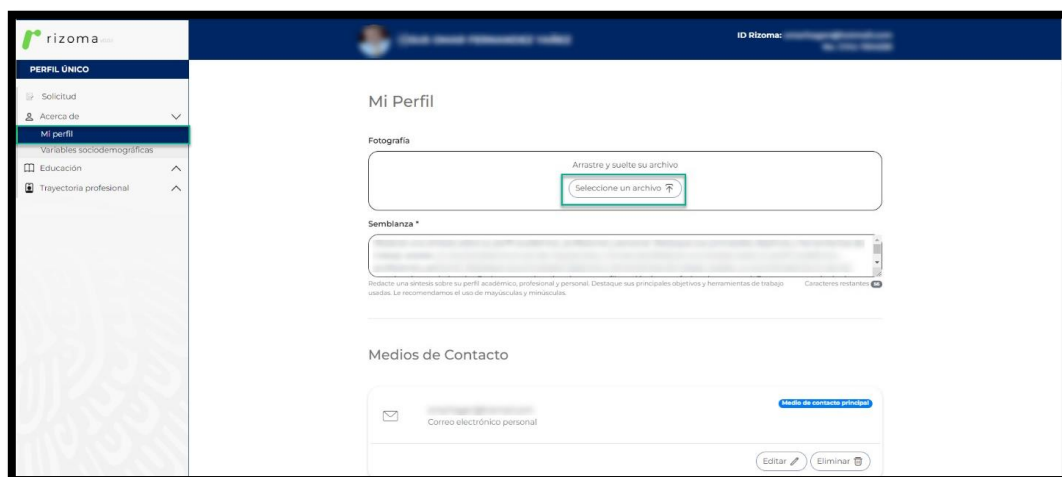 rizoma
ID Rizoma:
PERFIL ÚNICO
Solicitud
Acerca de
Mi perfil
Variables sociodemográficas
Educación
Trayectoria profesional
Mi Perfil
Fotografía
Arrastre y suelte su archivo
Seleccione un archivo
Semblanza *
Redacte una síntesis sobre su perfil académico, profesional y personal. Destaque sus principales objetivos y herramientas de trabajo
usadas. Le recomendamos el uso de mayúsculas y minúsculas.
Caracteres restantes
Medios de Contacto
Medio de contacto principal
Correo electrónico personal
Editar
Eliminar